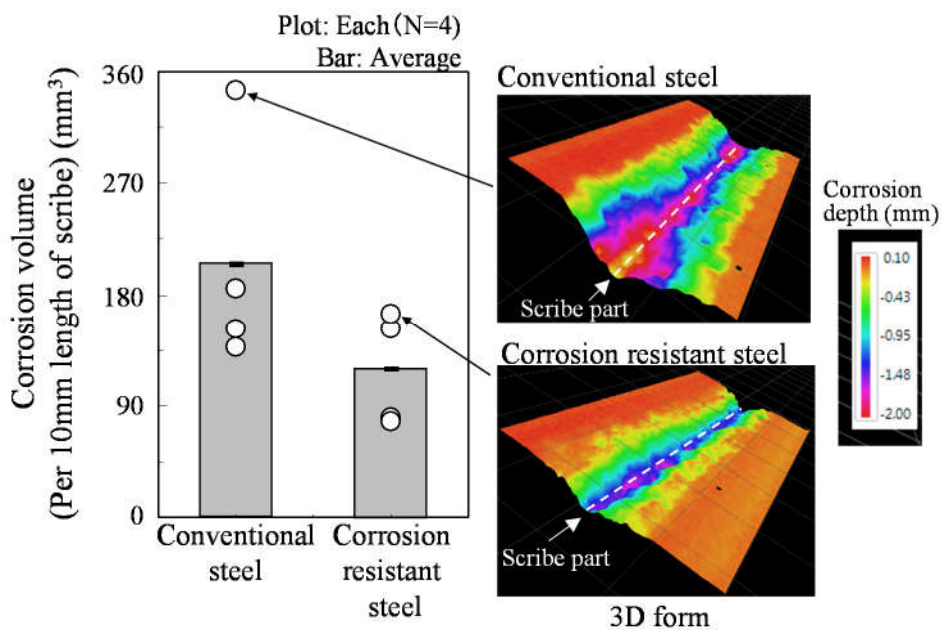 Plot: Each (N=4)
Bar: Average
Corrosion volume
(Per 10mm length of scribe) (mm³)
360
270
180
90
0
Conventional
steel
Corrosion
resistant
steel
Conventional steel
Scribe part
Corrosion resistant steel
Scribe part
3D form
Corrosion
depth (mm)
0.10
-0.43
-0.95
-1.48
-2.00